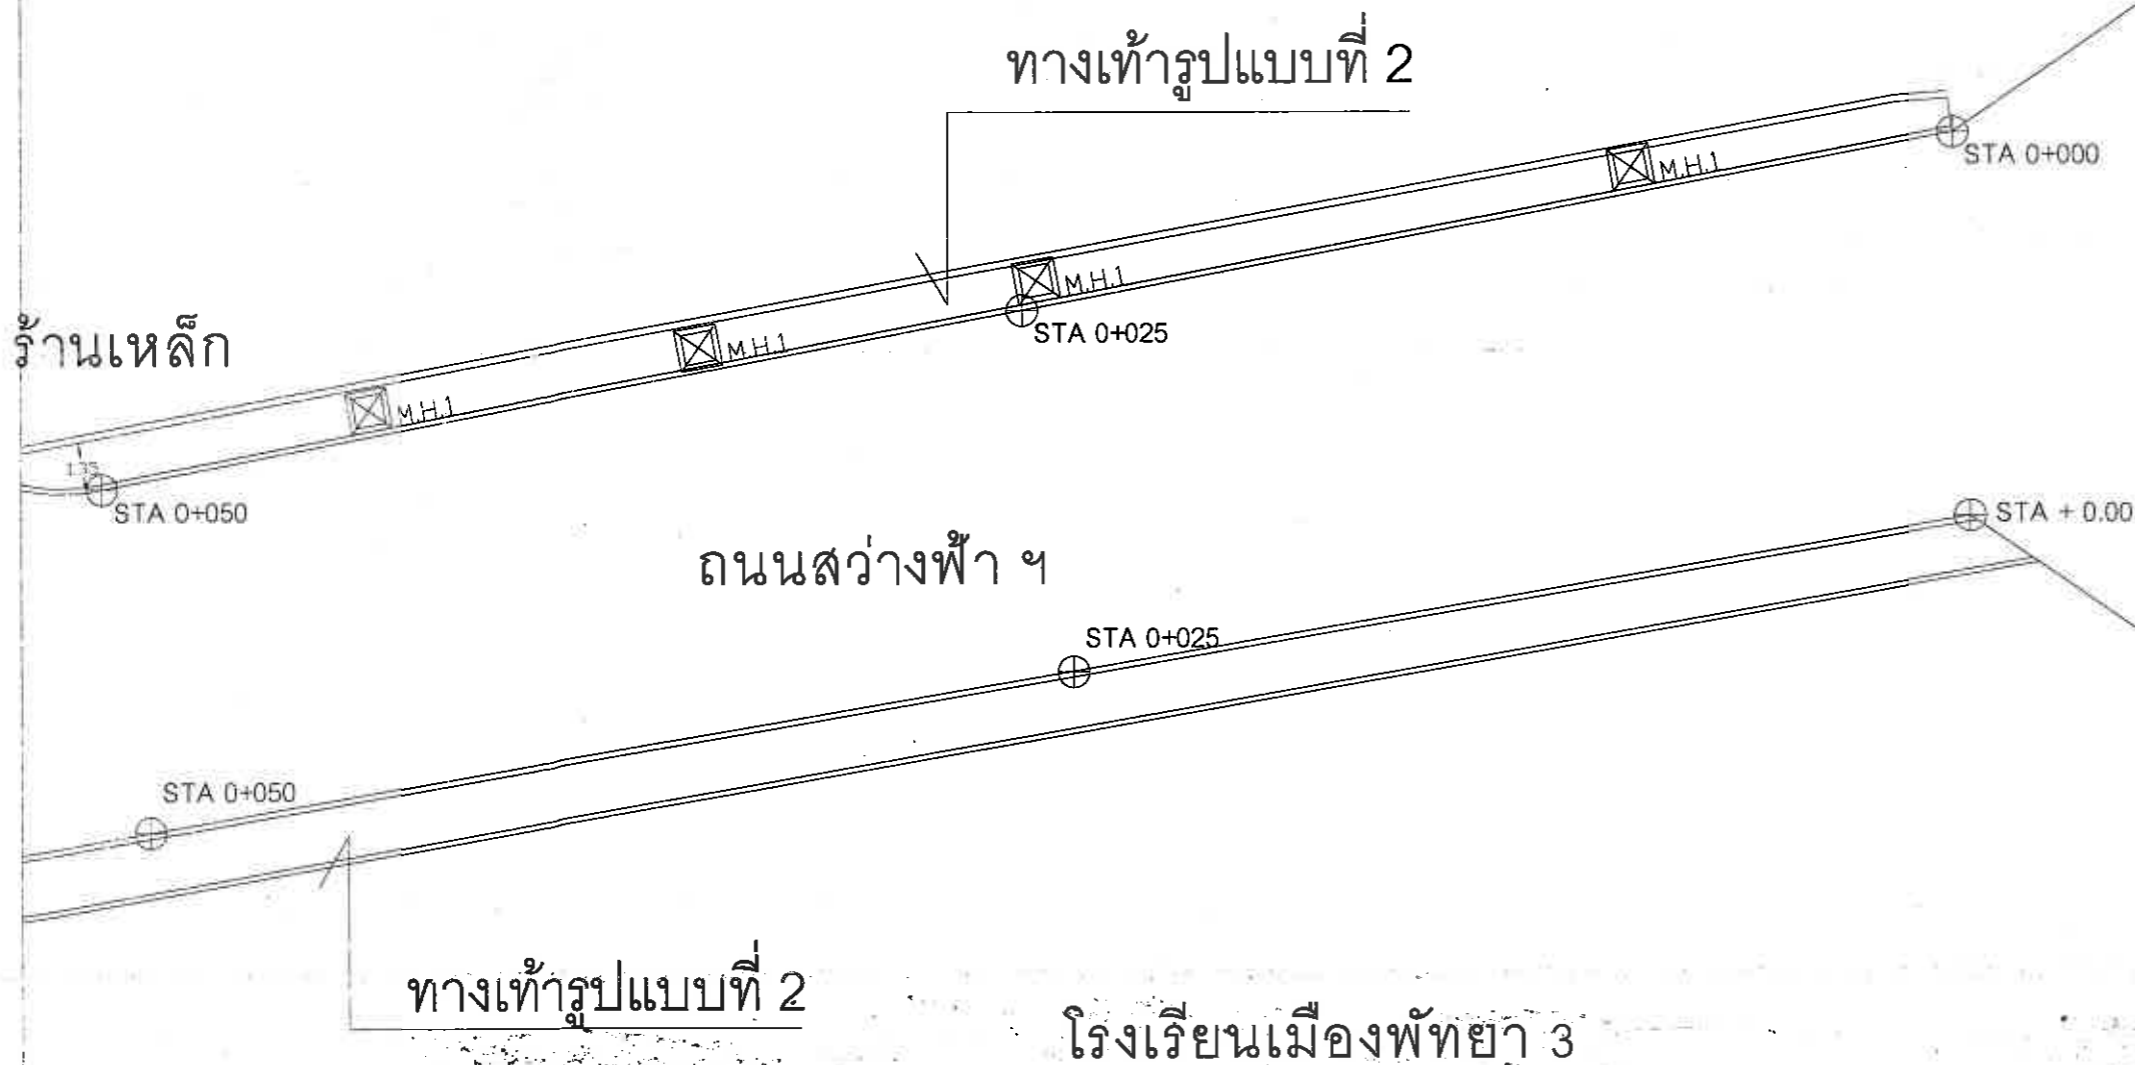 ทางเท้ารูปแบบที่ 2
STA 0+000
M.H.1
M.H.1
STA 0+025
M.H.1
ร้านเหล็ก
M.H.1
1.35
STA 0+050
STA + 0.00
ถนนสว่างฟ้า ฯ
STA 0+025
STA 0+050
ทางเท้ารูปแบบที่ 2
โรงเรียนเมืองพัทยา 3